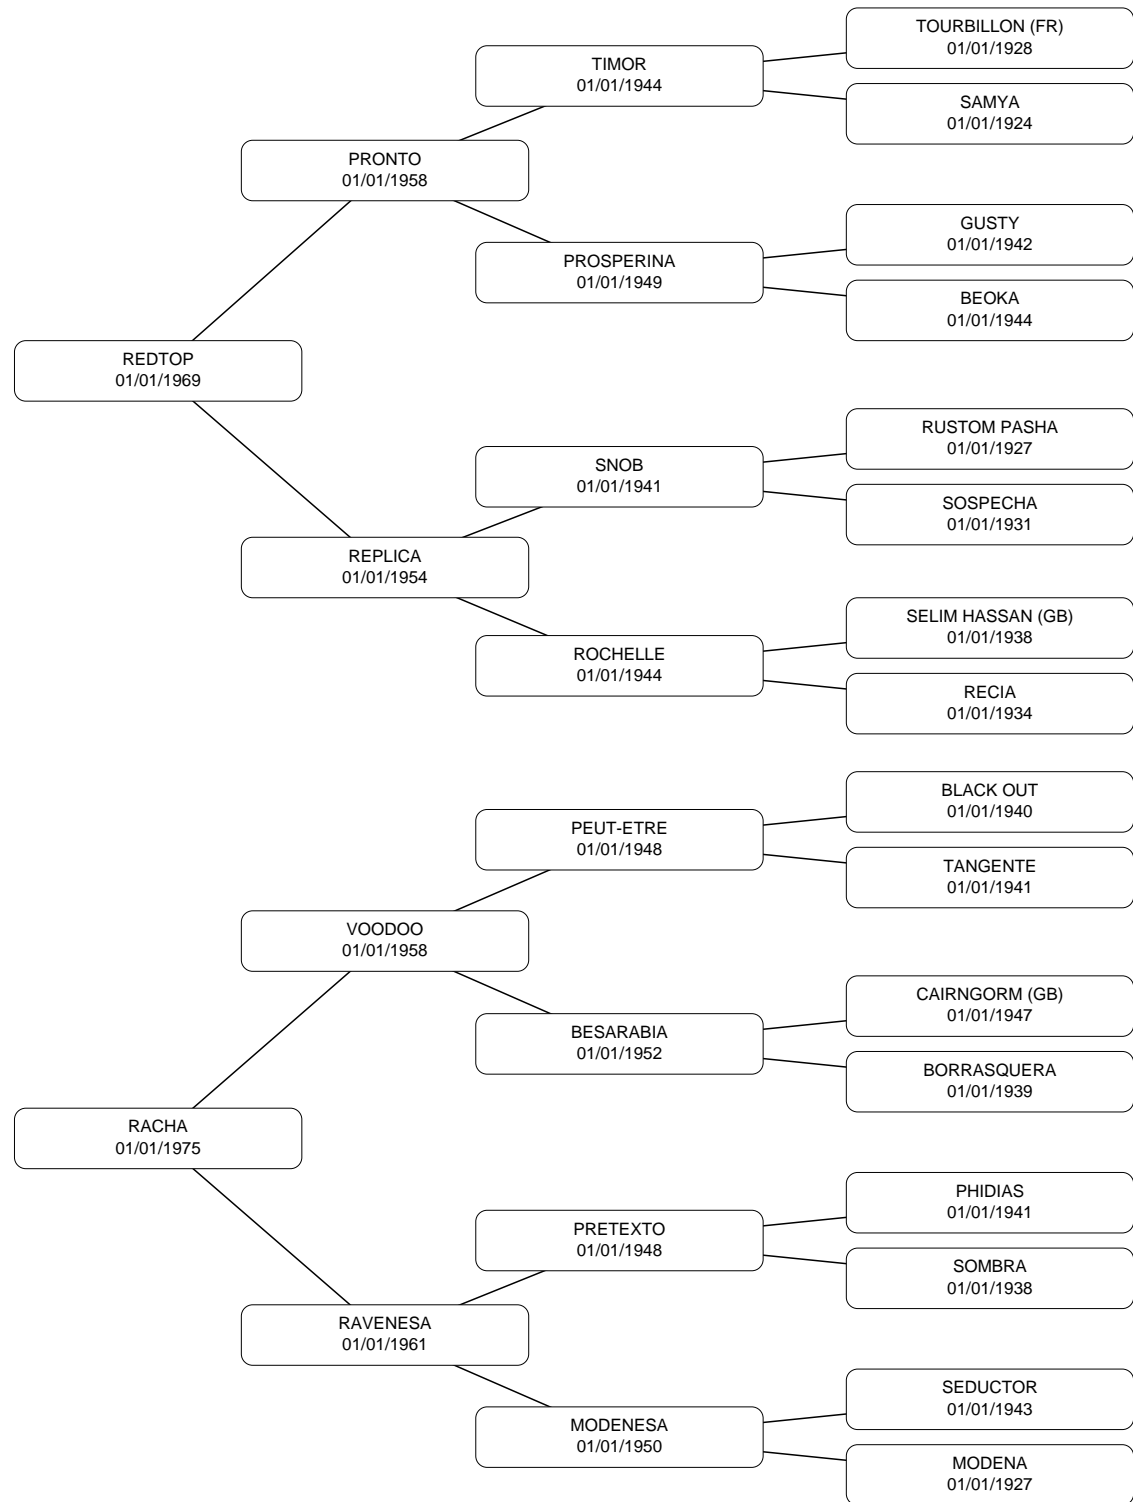 TOURBILLON (FR)
01/01/1928
TIMOR
01/01/1944
SAMYA
01/01/1924
PRONTO
01/01/1958
GUSTY
01/01/1942
PROSPERINA
01/01/1949
BEOKA
01/01/1944
REDTOP
01/01/1969
RUSTOM PASHA
01/01/1927
SNOB
01/01/1941
SOSPECHA
01/01/1931
REPLICA
01/01/1954
SELIM HASSAN (GB)
01/01/1938
ROCHELLE
01/01/1944
RECIA
01/01/1934
BLACK OUT
01/01/1940
PEUT-ETRE
01/01/1948
TANGENTE
01/01/1941
VOODOO
01/01/1958
CAIRNGORM (GB)
01/01/1947
BESARABIA
01/01/1952
BORRASQUERA
01/01/1939
RACHA
01/01/1975
PHIDIAS
01/01/1941
PRETEXTO
01/01/1948
SOMBRA
01/01/1938
RAVENESA
01/01/1961
SEDUCTOR
01/01/1943
MODENESA
01/01/1950
MODENA
01/01/1927